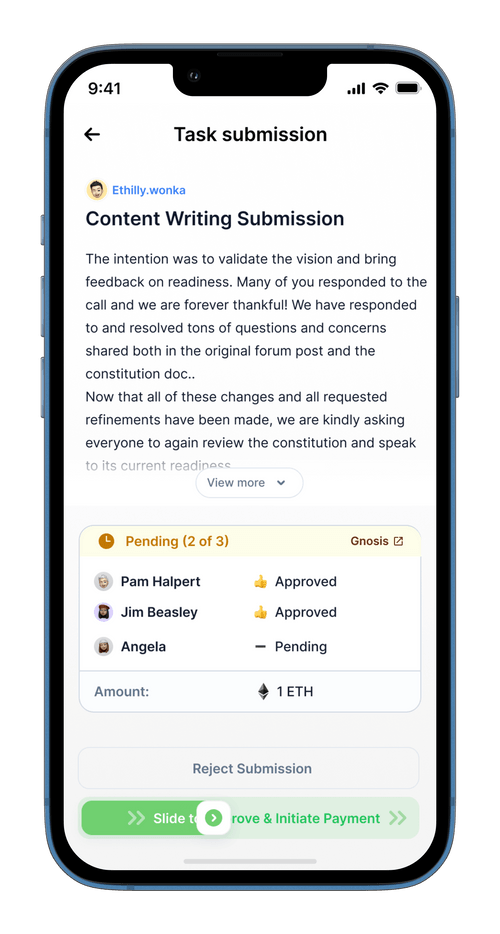 9:41
Task submission
Ethilly.wonka
Content Writing Submission
The intention was to validate the vision and bring
feedback on readiness. Many of you responded to the
call and we are forever thankful! We have responded
to and resolved tons of questions and concerns
shared both in the original forum post and the
constitution doc..
Now that all of these changes and all requested
refinements have been made, we are kindly asking
everyone to again review the constitution and speak
to its current readiness
View more
Pending (2 of 3) Gnosis
Pam Halpert 👍 Approved
Jim Beasley 👍 Approved
Angela – Pending
Amount: 1 ETH
Reject Submission
Slide to rove & Initiate Payment